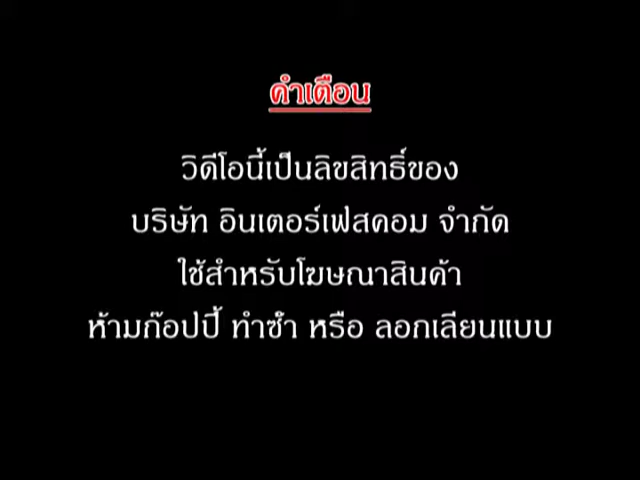 คำเตือน
วิดีโอนี้เป็นลิขสิทธิ์ของ
บริษัท อินเตอร์เฟสคอม จำกัด
ใช้สำหรับโฆษณาสินค้า
ห้ามก๊อปปี้ ทำซ้ำ หรือ ลอกเลียนแบบ